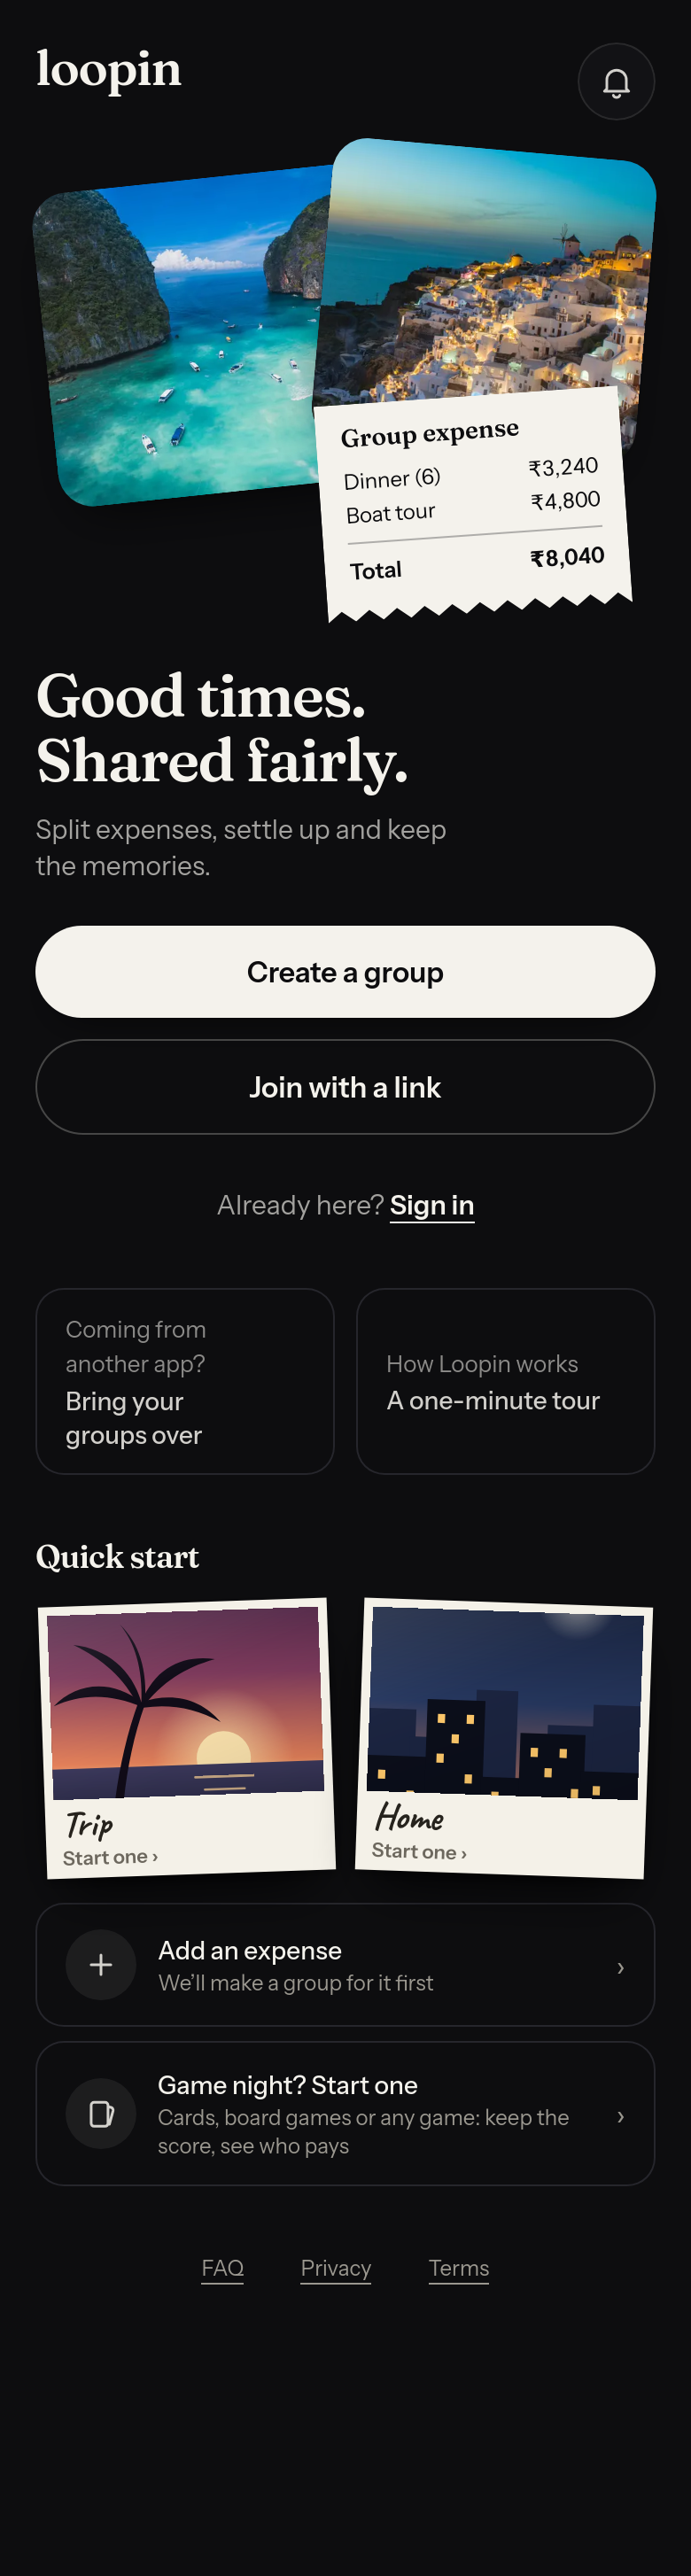 loopin
Group expense
Dinner (6) ₹3,240
Boat tour ₹4,800
Total ₹8,040
Good times.
Shared fairly.
Split expenses, settle up and keep
the memories.
Create a group
Join with a link
Already here? Sign in
Coming from
another app?
Bring your
groups over
How Loopin works
A one-minute tour
Quick start
Trip
Start one ›
Home
Start one ›
Add an expense
We’ll make a group for it first
›
Game night? Start one
Cards, board games or any game: keep the
score, see who pays
›
FAQ Privacy Terms